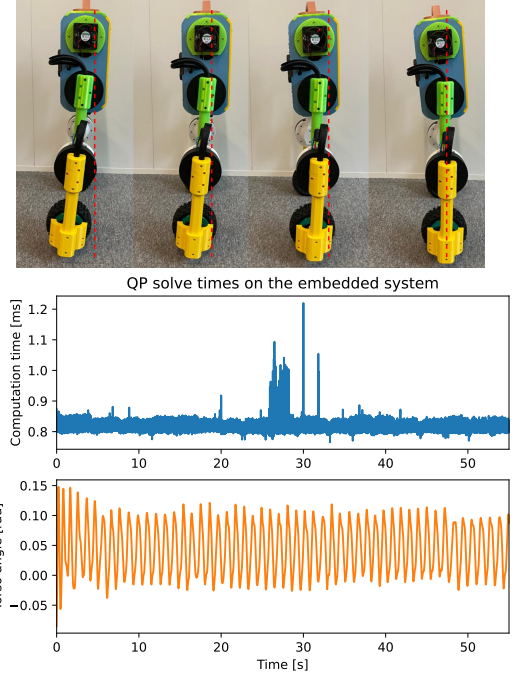 QP solve times on the embedded system
Computation time [ms]
1.2
1.1
1.0
0.9
0.8
0 10 20 30 40 50
angle [rad]
0.15
0.10
0.05
0.00
−0.05
0 10 20 30 40 50
Time [s]